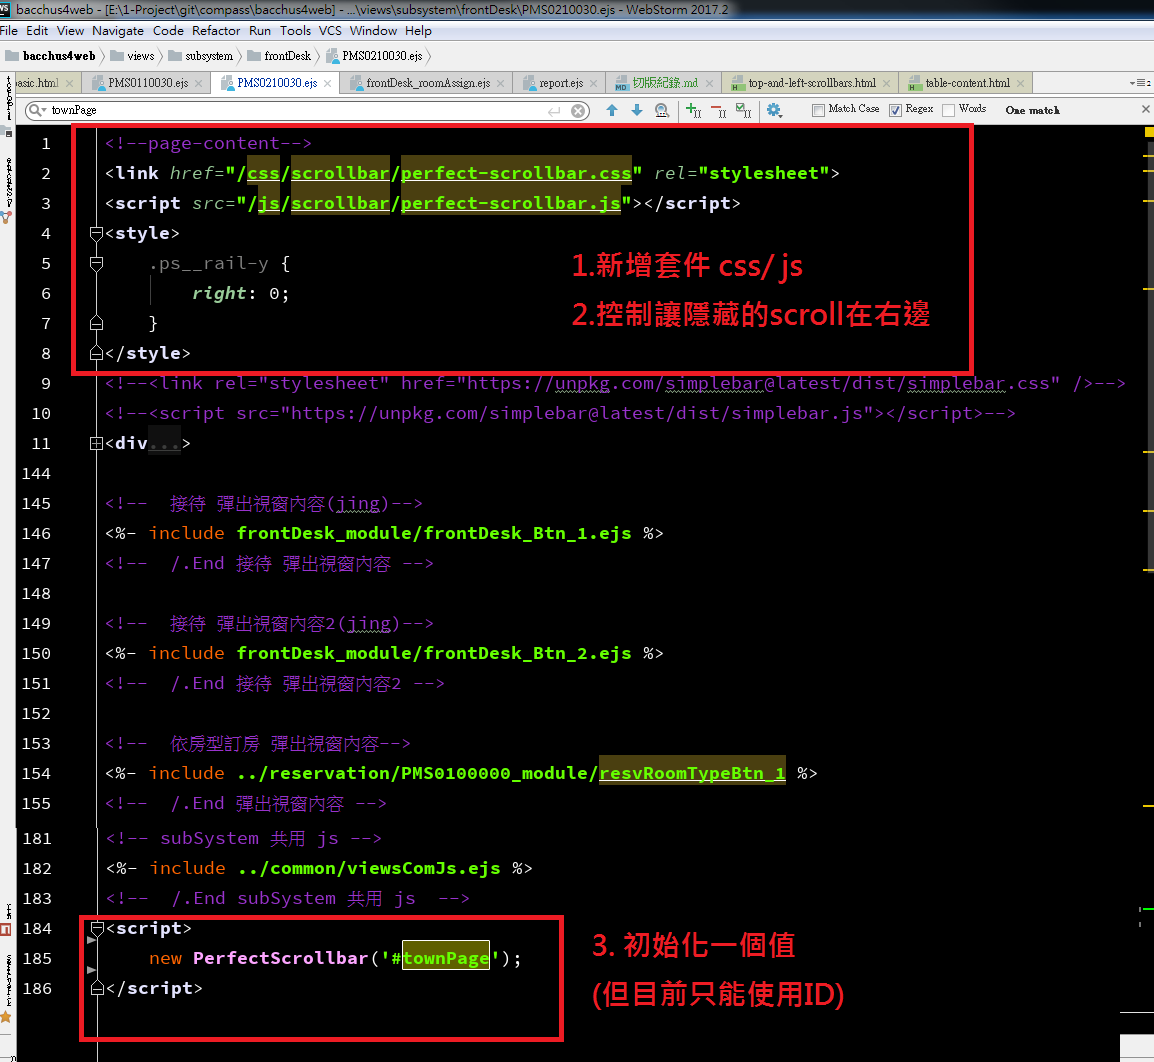 bacchus4web - [E:\1-Project\git\compass\bacchus4web] - ...\views\subsystem\frontDesk\PMS0210030.ejs - WebStorm 2017.2
File Edit View Navigate Code Refactor Run Tools VCS Window Help
bacchus4web views subsystem frontDesk PMS0210030.ejs
basic.html PMS0110030.ejs PMS0210030.ejs frontDesk_roomAssign.ejs report.ejs 切版紀錄.md top-and-left-scrollbars.html table-content.html
townPage Match Case Regex Words One match
1 <!--page-content-->
2 <link href="/css/scrollbar/perfect-scrollbar.css" rel="stylesheet">
3 <script src="/js/scrollbar/perfect-scrollbar.js"></script>
4 <style>
5 .ps__rail-y {
1.新增套件 css/ js
6 right: 0;
2.控制讓隱藏的scroll在右邊
7 }
8 </style>
9 <!--<link rel="stylesheet" href="https://unpkg.com/simplebar@latest/dist/simplebar.css" />-->
10 <!--<script src="https://unpkg.com/simplebar@latest/dist/simplebar.js"></script>-->
11 <div...>
144
145 <!-- 接待 彈出視窗內容(jing)-->
146 <%- include frontDesk_module/frontDesk_Btn_1.ejs %>
147 <!-- /.End 接待 彈出視窗內容 -->
148
149 <!-- 接待 彈出視窗內容2(jing)-->
150 <%- include frontDesk_module/frontDesk_Btn_2.ejs %>
151 <!-- /.End 接待 彈出視窗內容2 -->
152
153 <!-- 依房型訂房 彈出視窗內容-->
154 <%- include ../reservation/PMS0100000_module/resvRoomTypeBtn_1 %>
155 <!-- /.End 彈出視窗內容 -->
181 <!-- subSystem 共用 js -->
182 <%- include ../common/viewsComJs.ejs %>
183 <!-- /.End subSystem 共用 js -->
184 <script>
3. 初始化一個值
185 new PerfectScrollbar('#townPage');
186 </script>
(但目前只能使用ID)